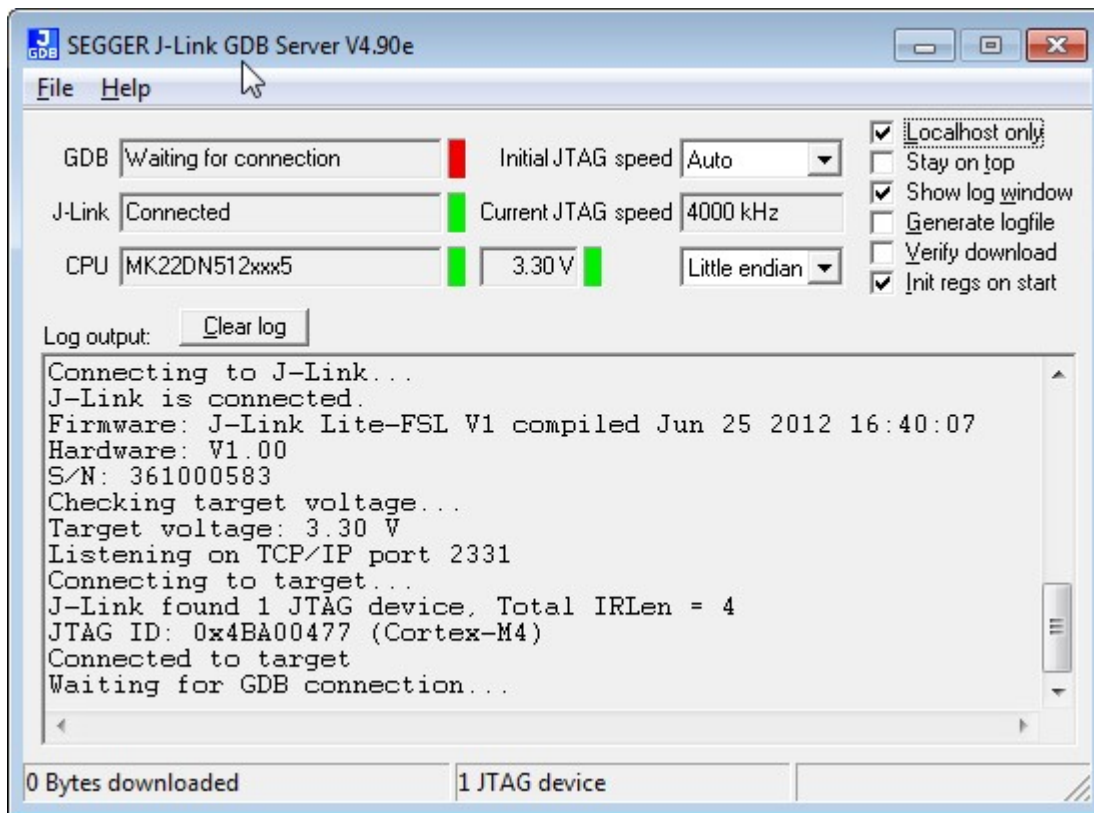 J
GDB
SEGGER J-Link GDB Server V4.90e
File Help
GDB Waiting for connection Initial JTAG speed Auto
J-Link Connected Current JTAG speed 4000 kHz
CPU MK22DN512xxx5 3.30 V Little endian
Localhost only
Stay on top
Show log window
Generate logfile
Verify download
Init regs on start
Log output: Clear log
Connecting to J-Link...
J-Link is connected.
Firmware: J-Link Lite-FSL V1 compiled Jun 25 2012 16:40:07
Hardware: V1.00
S/N: 361000583
Checking target voltage...
Target voltage: 3.30 V
Listening on TCP/IP port 2331
Connecting to target...
J-Link found 1 JTAG device, Total IRLen = 4
JTAG ID: 0x4BA00477 (Cortex-M4)
Connected to target
Waiting for GDB connection...
0 Bytes downloaded 1 JTAG device